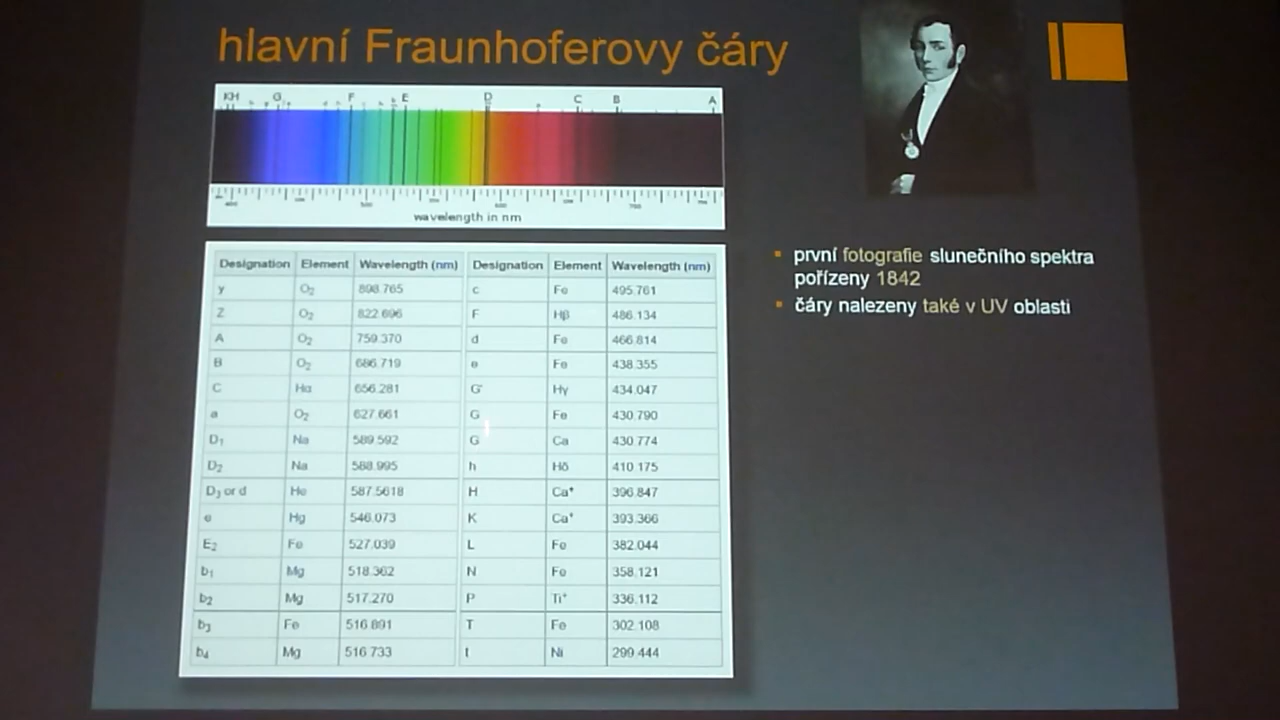 hlavní Fraunhoferovy čáry
KH G F b E D a C B A
400 500 600 700
wavelength in nm
Designation Element Wavelength (nm) Designation Element Wavelength (nm)
y O₂ 898.765 c Fe 495.761
Z O₂ 822.696 F Hβ 486.134
A O₂ 759.370 d Fe 466.814
B O₂ 686.719 e Fe 438.355
C Hα 656.281 G' Hγ 434.047
a O₂ 627.661 G Fe 430.790
D₁ Na 589.592 G Ca 430.774
D₂ Na 588.995 h Hδ 410.175
D₃ or d He 587.5618 H Ca⁺ 396.847
e Hg 546.073 K Ca⁺ 393.366
E₂ Fe 527.039 L Fe 382.044
b₁ Mg 518.362 N Fe 358.121
b₂ Mg 517.270 P Ti⁺ 336.112
b₃ Fe 516.891 T Fe 302.108
b₄ Mg 516.733 t Ni 299.444
první fotografie slunečního spektra
pořízeny 1842
čáry nalezeny také v UV oblasti